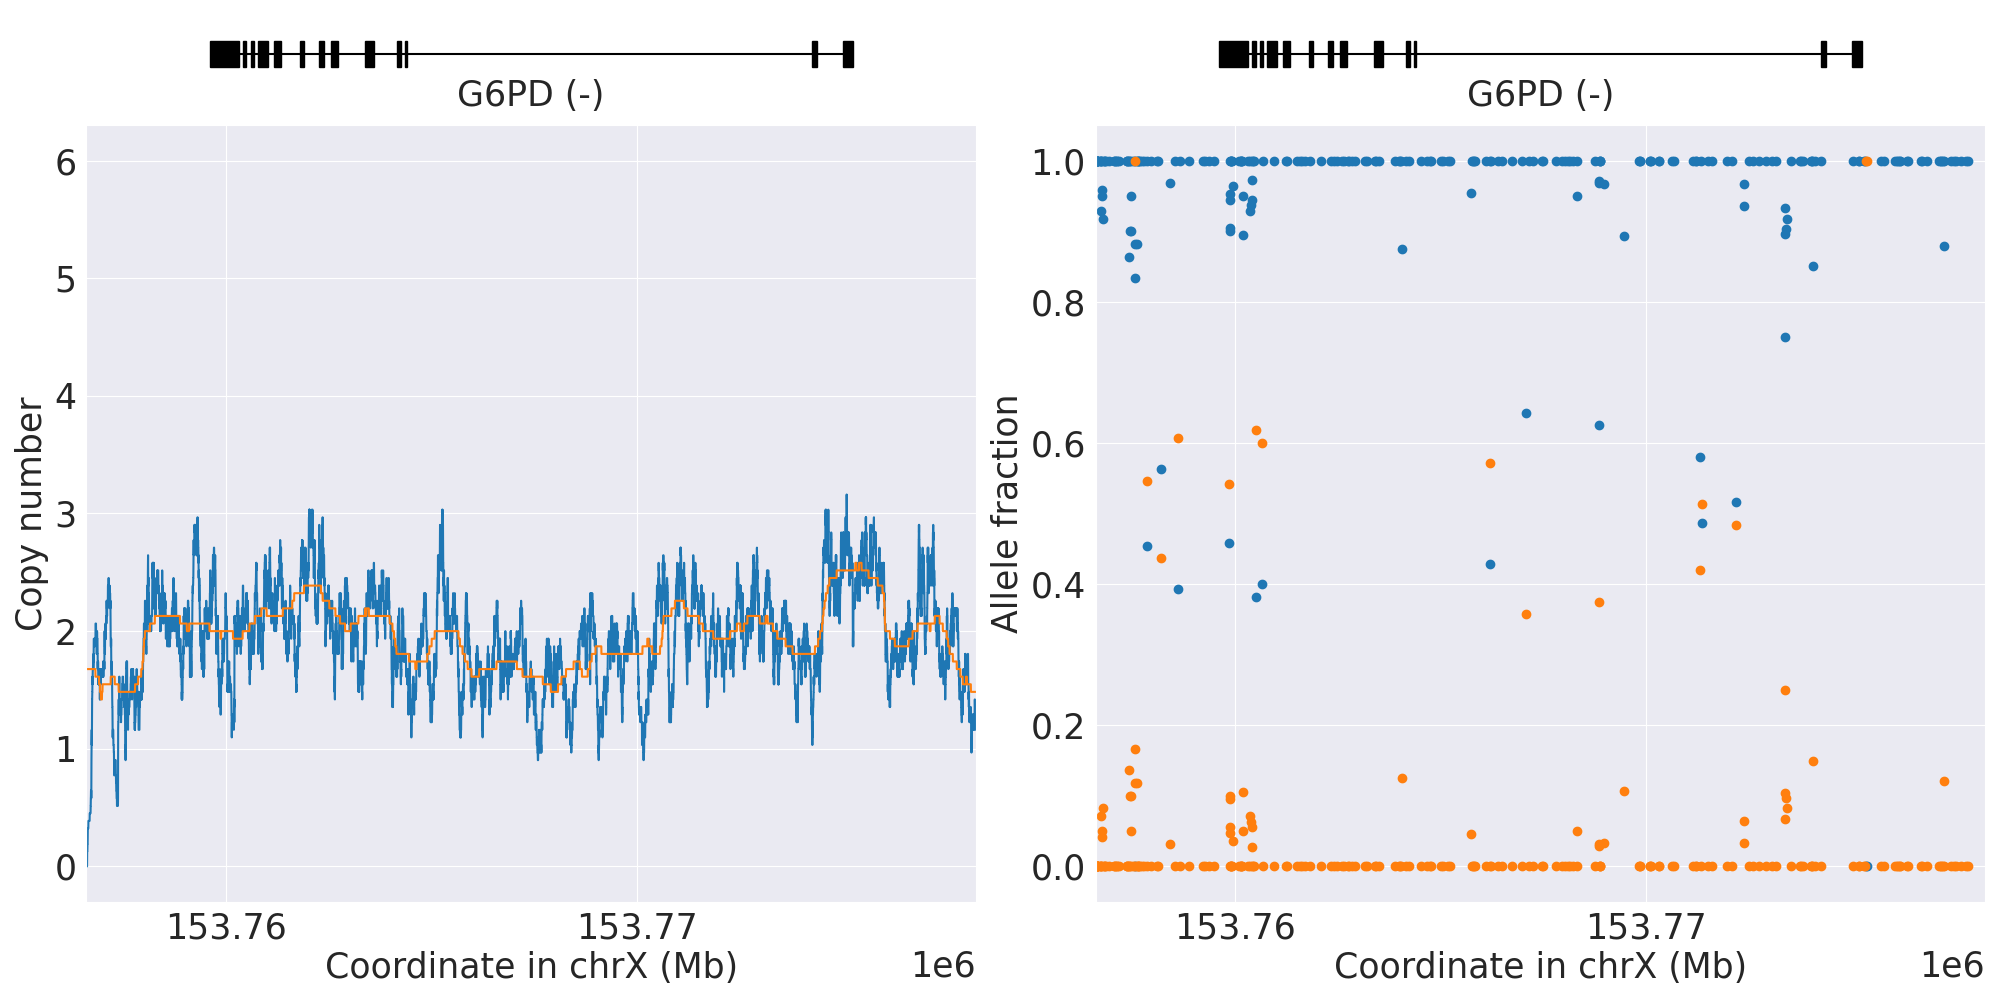 G6PD (-)
6
5
4
3
2
1
0
Copy number
153.76
153.77
Coordinate in chrX (Mb)
1e6
G6PD (-)
1.0
0.8
0.6
0.4
0.2
0.0
Allele fraction
153.76
153.77
Coordinate in chrX (Mb)
1e6